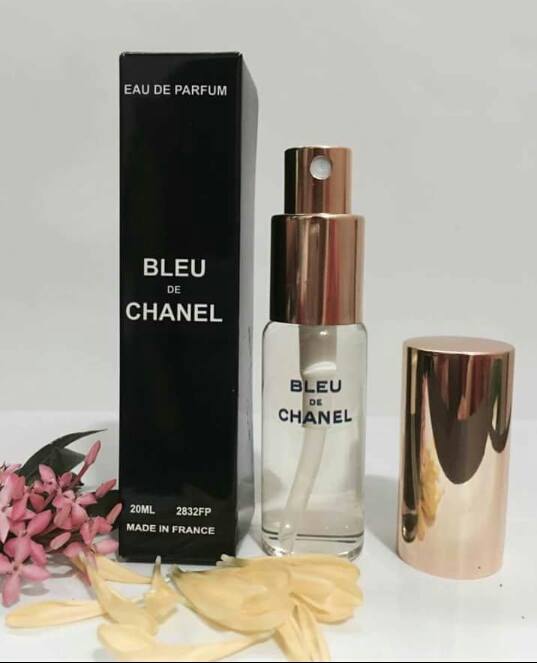 EAU DE PARFUM
BLEU
DE
CHANEL
20ML 2832FP
MADE IN FRANCE
BLEU
DE
CHANEL